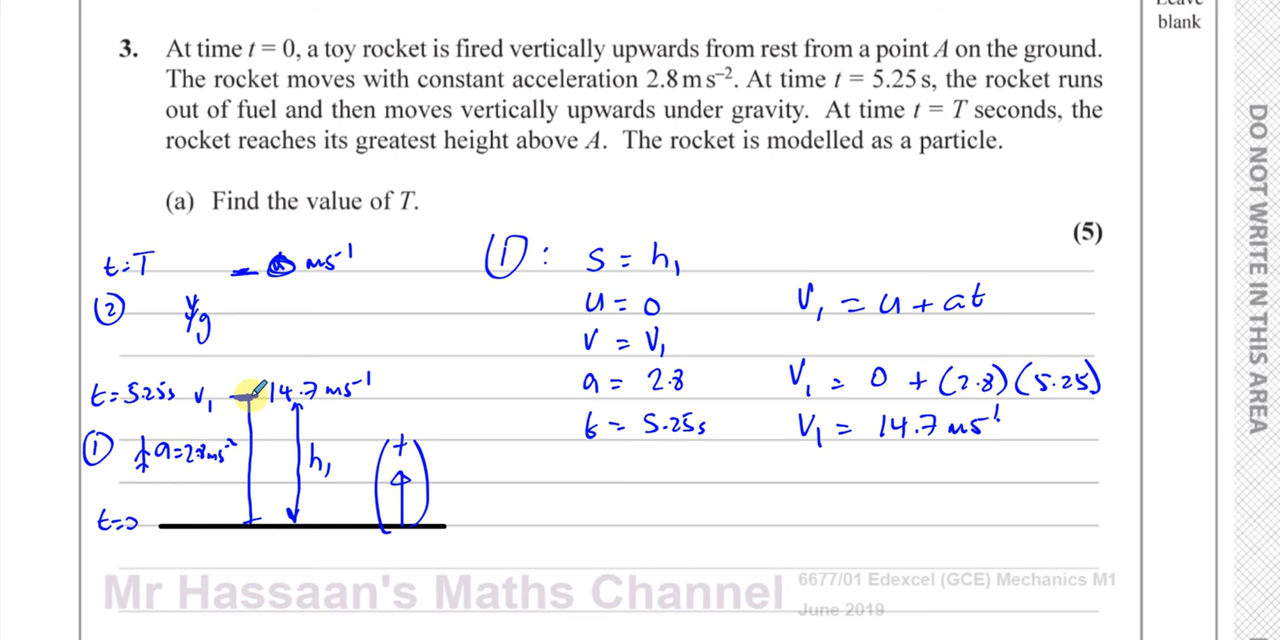 Leave
blank
3. At time t = 0, a toy rocket is fired vertically upwards from rest from a point A on the ground.
The rocket moves with constant acceleration 2.8 m s⁻². At time t = 5.25 s, the rocket runs
out of fuel and then moves vertically upwards under gravity. At time t = T seconds, the
rocket reaches its greatest height above A. The rocket is modelled as a particle.
(a) Find the value of T.
(5)
t=T 0 ms⁻¹
② g
t=5.25s V₁ 14.7 ms⁻¹
① a=2.8ms⁻² h₁ +
t=0
①: s = h₁
u = 0
v = V₁
a = 2.8
t = 5.25s
V₁ = u + at
V₁ = 0 + (2.8)(5.25)
V₁ = 14.7 ms⁻¹
DO NOT WRITE IN THIS AREA
Mr Hassaan's Maths Channel
6677/01 Edexcel (GCE) Mechanics M1
June 2019